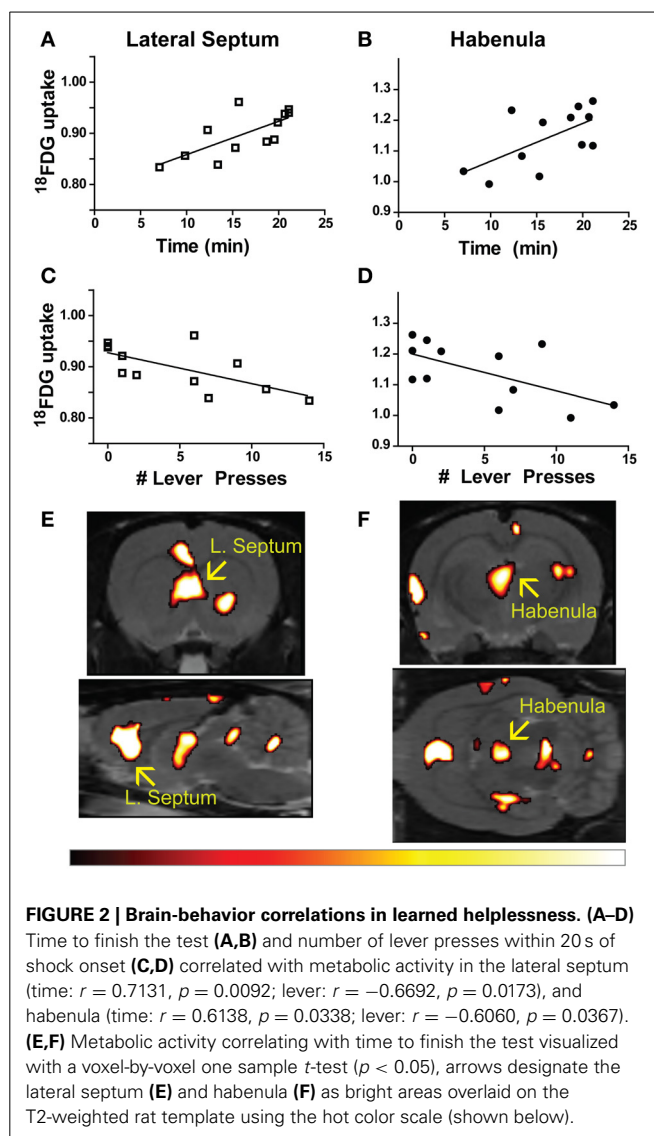 A Lateral Septum
B Habenula
¹⁸FDG uptake
1.00
0.90
0.80
0 5 10 15 20 25
Time (min)
1.3
1.2
1.1
1.0
0.9
0 5 10 15 20 25
Time (min)
C
D
¹⁸FDG uptake
1.00
0.90
0.80
0 5 10 15
# Lever Presses
1.3
1.2
1.1
1.0
0.9
0 5 10 15
# Lever Presses
E
L. Septum
L. Septum
F
Habenula
Habenula
FIGURE 2 | Brain-behavior correlations in learned helplessness. (A–D)
Time to finish the test (A,B) and number of lever presses within 20 s of
shock onset (C,D) correlated with metabolic activity in the lateral septum
(time: r = 0.7131, p = 0.0092; lever: r = −0.6692, p = 0.0173), and
habenula (time: r = 0.6138, p = 0.0338; lever: r = −0.6060, p = 0.0367).
(E,F) Metabolic activity correlating with time to finish the test visualized
with a voxel-by-voxel one sample t-test (p < 0.05), arrows designate the
lateral septum (E) and habenula (F) as bright areas overlaid on the
T2-weighted rat template using the hot color scale (shown below).